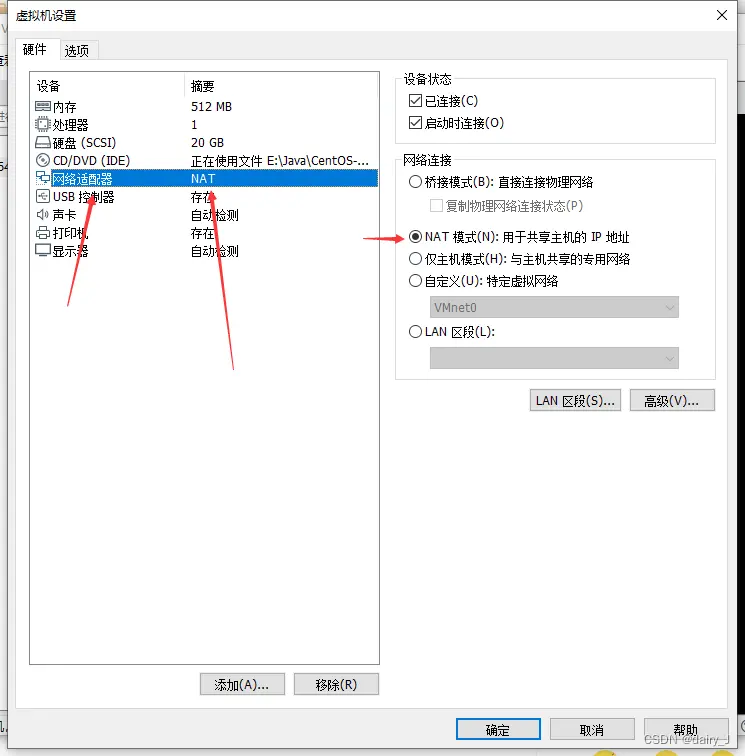 虚拟机设置
硬件 选项
设备 摘要
内存 512 MB
处理器 1
硬盘 (SCSI) 20 GB
CD/DVD (IDE) 正在使用文件 E:\Java\CentOS-...
网络适配器 NAT
USB 控制器 存在
声卡 自动检测
打印机 存在
显示器 自动检测
添加(A)... 移除(R)
设备状态
已连接(C)
启动时连接(O)
网络连接
桥接模式(B): 直接连接物理网络
复制物理网络连接状态(P)
NAT 模式(N): 用于共享主机的 IP 地址
仅主机模式(H): 与主机共享的专用网络
自定义(U): 特定虚拟网络
VMnet0
LAN 区段(L):
LAN 区段(S)... 高级(V)...
确定 取消 帮助
CSDN @dairy_J